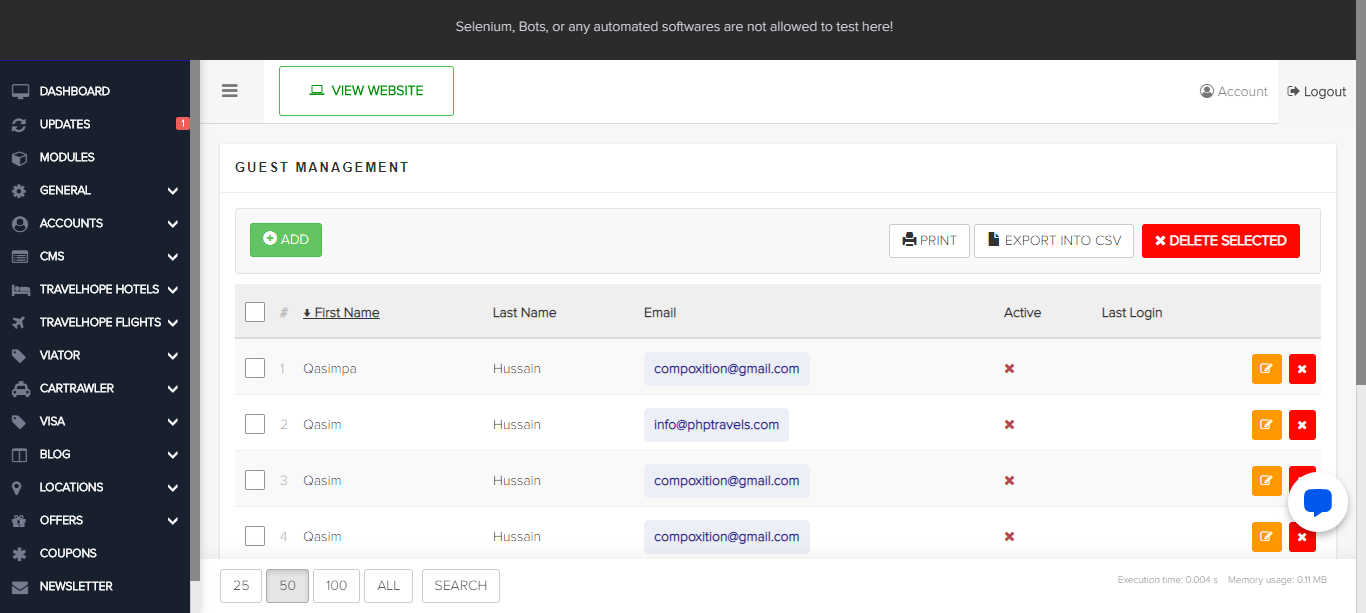 Selenium, Bots, or any automated softwares are not allowed to test here!
DASHBOARD
UPDATES 1
MODULES
GENERAL
ACCOUNTS
CMS
TRAVELHOPE HOTELS
TRAVELHOPE FLIGHTS
VIATOR
CARTRAWLER
VISA
BLOG
LOCATIONS
OFFERS
COUPONS
NEWSLETTER
VIEW WEBSITE
Account
Logout
GUEST MANAGEMENT
ADD
PRINT
EXPORT INTO CSV
DELETE SELECTED
# First Name Last Name Email Active Last Login
1 Qasimpa Hussain compoxition@gmail.com
2 Qasim Hussain info@phptravels.com
3 Qasim Hussain compoxition@gmail.com
4 Qasim Hussain compoxition@gmail.com
25 50 100 ALL SEARCH
Execution time: 0.004 s Memory usage: 0.11 MB